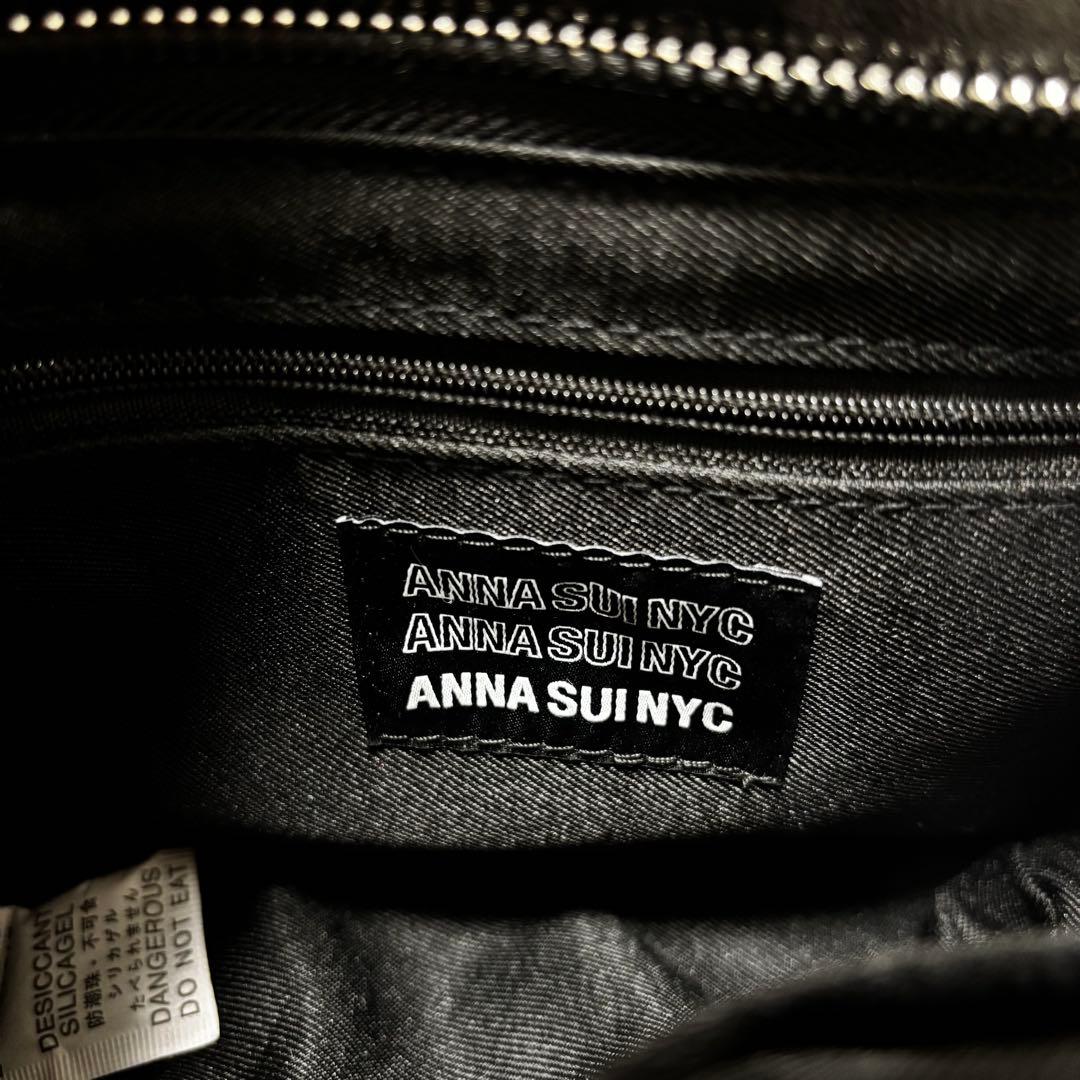 ANNA SUI NYC
ANNA SUI NYC
ANNA SUI NYC
DESICCANT
SILICAGEL
防潮珠・不可食
シリカゲル
たべられません
DANGEROUS
DO NOT EAT